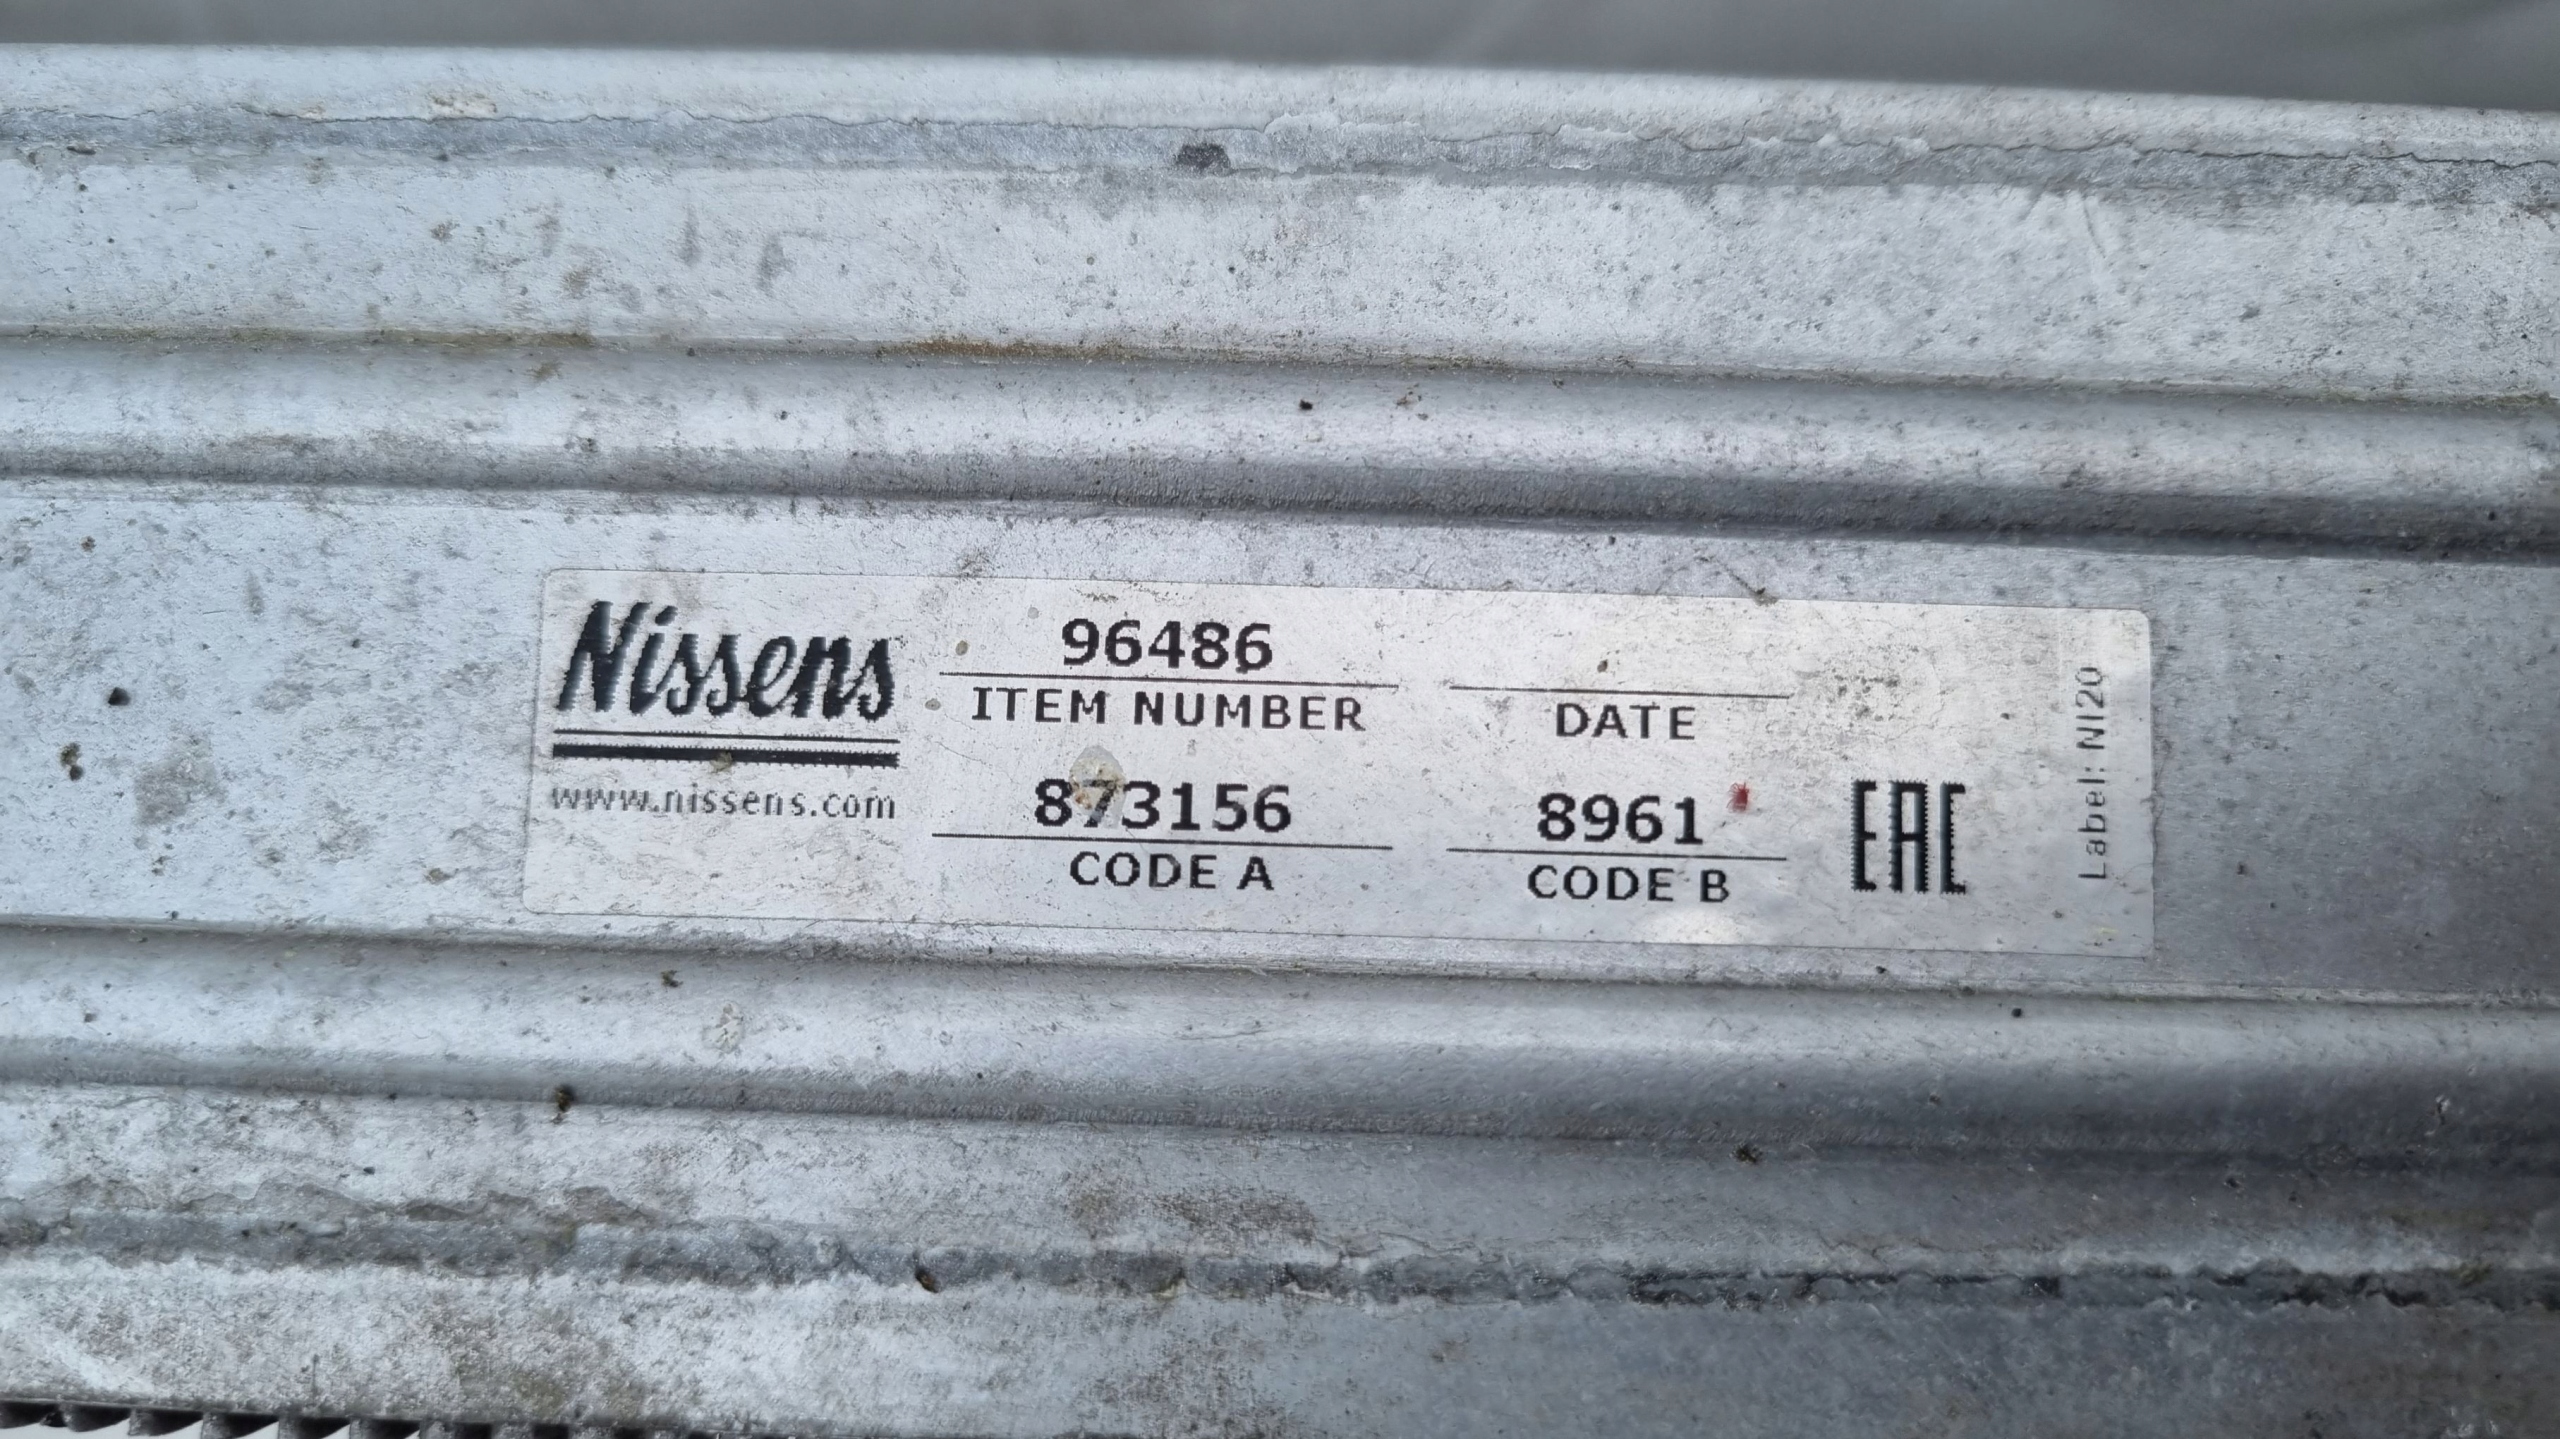 Nissens
www.nissens.com
96486
ITEM NUMBER
DATE
873156
CODE A
8961
CODE B
EAC
Label: NI20